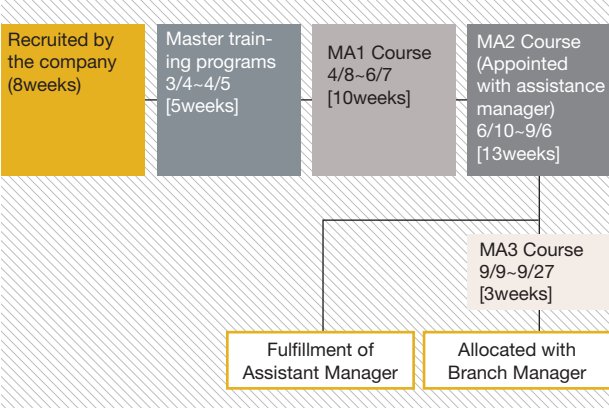 Recruited by
the company
(8weeks)
Master train-
ing programs
3/4~4/5
[5weeks]
MA1 Course
4/8~6/7
[10weeks]
MA2 Course
(Appointed
with assistance
manager)
6/10~9/6
[13weeks]
MA3 Course
9/9~9/27
[3weeks]
Fulfillment of
Assistant Manager
Allocated with
Branch Manager